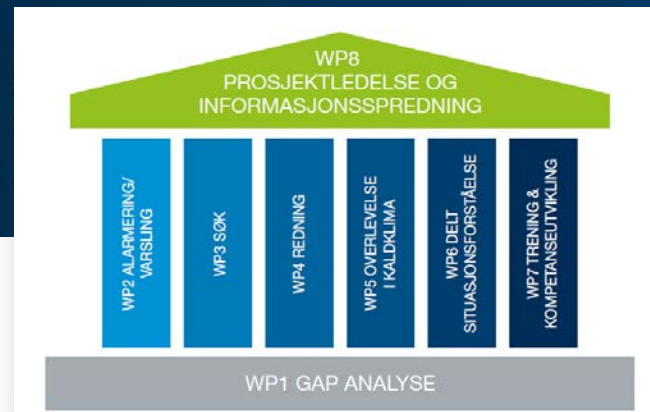 WP8
PROSJEKTLEDELSE OG
INFORMASJONSSPREDNING
WP2 ALARMERING/
VARSLING
WP3 SØK
WP4 REDNING
WP5 OVERLEVELSE
I KALDKLIMA
WP6 DELT
SITUASJONSFORSTÅELSE
WP7 TRENING &
KOMPETANSEUTVIKLING
WP1 GAP ANALYSE